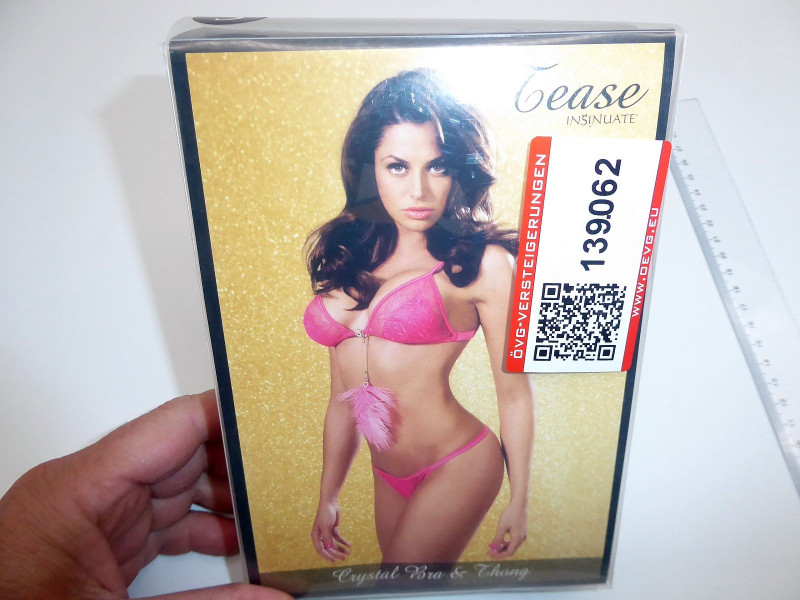 Tease
INSINUATE
ÖVG-VERSTEIGERUNGEN
139.062
WWW.OEVG.EU
Crystal Bra & Thong